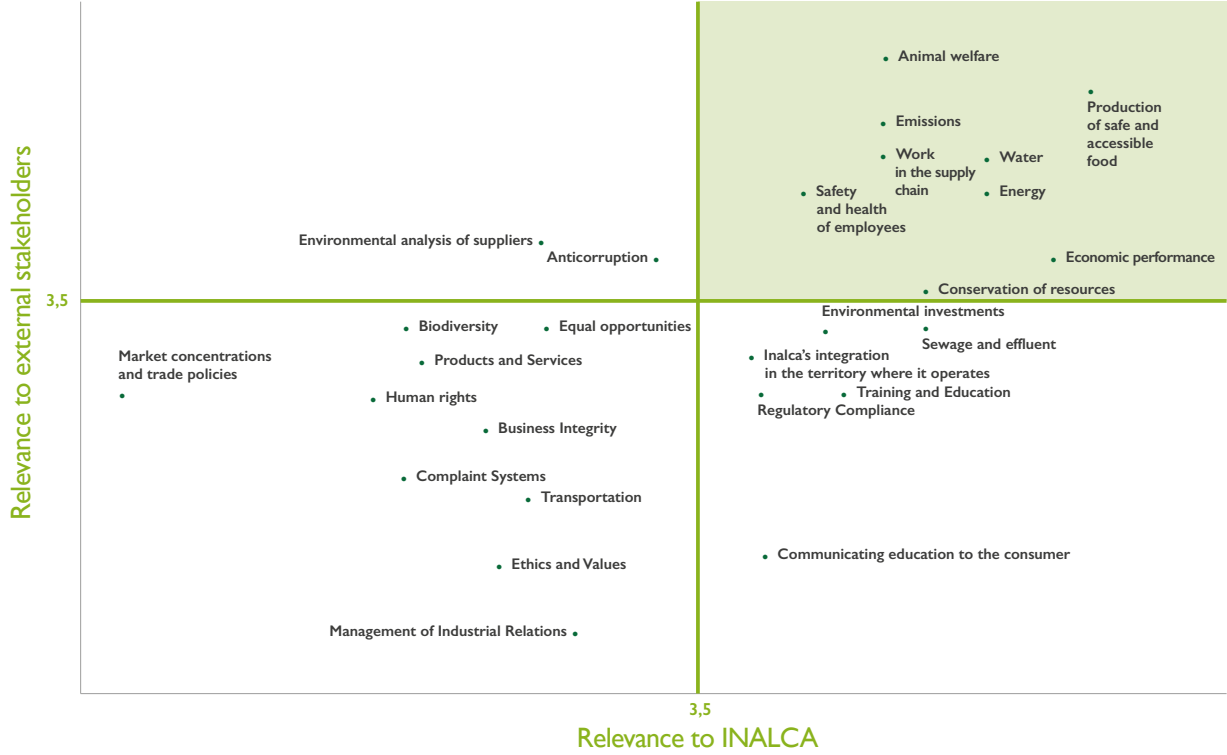 Relevance to external stakeholders
Animal welfare
Production
of safe and
accessible
food
Emissions
Work
in the supply
chain
Water
Safety
and health
of employees
Energy
Environmental analysis of suppliers
Anticorruption
Economic performance
Conservation of resources
3,5
Environmental investments
Biodiversity
Equal opportunities
Sewage and effluent
Market concentrations
and trade policies
Products and Services
Inalca's integration
in the territory where it operates
Human rights
Training and Education
Regulatory Compliance
Business Integrity
Complaint Systems
Transportation
Communicating education to the consumer
Ethics and Values
Management of Industrial Relations
3,5
Relevance to INALCA